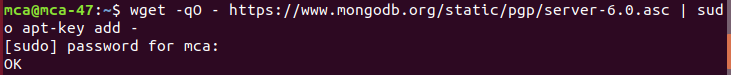 mca@mca-47:~$ wget -qO - https://www.mongodb.org/static/pgp/server-6.0.asc | sud
o apt-key add -
[sudo] password for mca:
OK